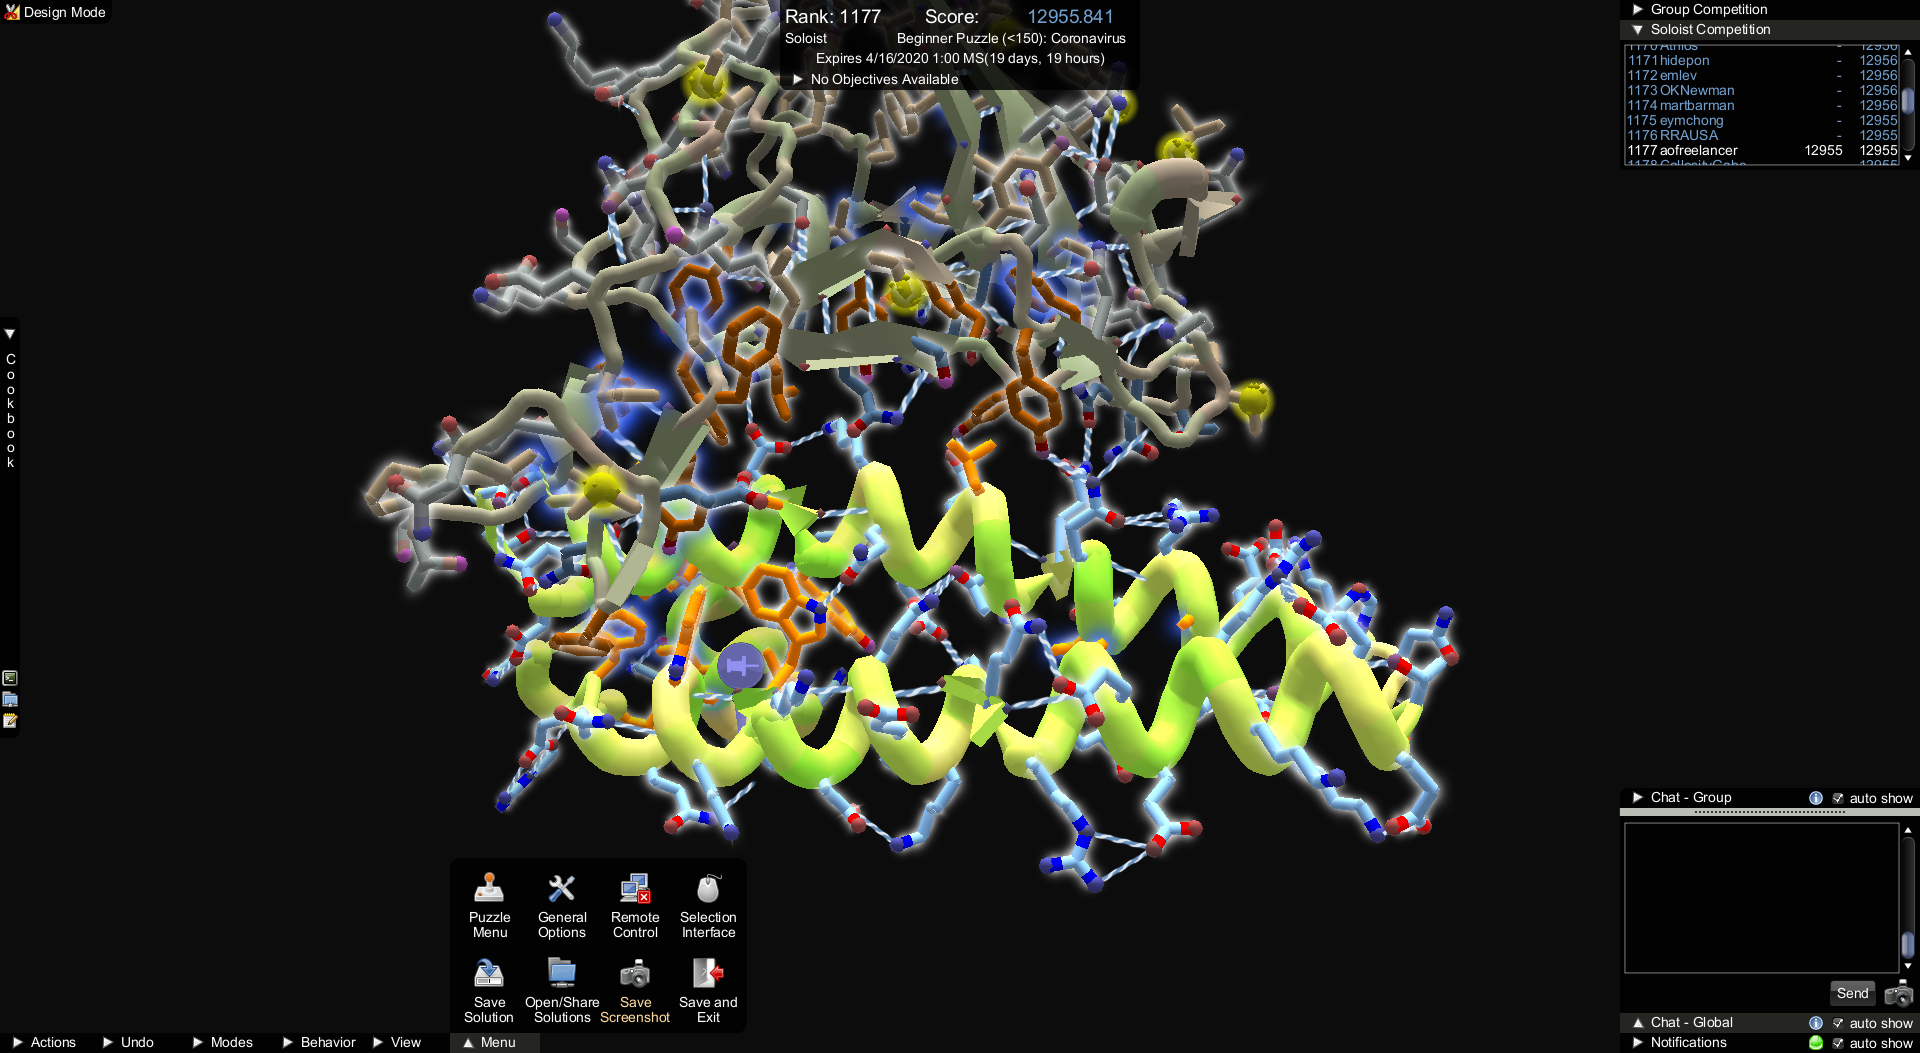 Design Mode
Rank: 1177 Score: 12955.841
Soloist Beginner Puzzle (<150): Coronavirus
Expires 4/16/2020 1:00 MS(19 days, 19 hours)
No Objectives Available
Group Competition
Soloist Competition
1170 Athlos - 12956
1171 hidepon - 12956
1172 emlev - 12956
1173 OKNewman - 12956
1174 martbarman - 12956
1175 eymchong - 12955
1176 RRAUSA - 12955
1177 aofreelancer 12955 12955
Cookbook
Chat - Group auto show
Send
Chat - Global auto show
Notifications auto show
Puzzle Menu
General Options
Remote Control
Selection Interface
Save Solution
Open/Share Solutions
Save Screenshot
Save and Exit
Actions Undo Modes Behavior View Menu